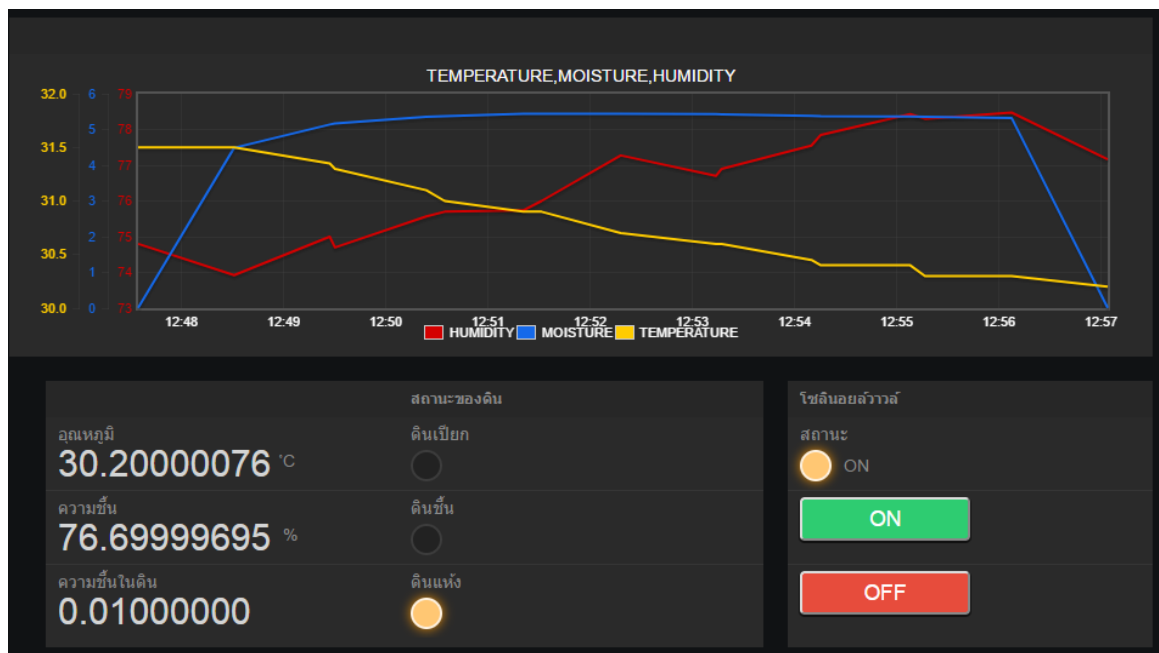 TEMPERATURE,MOISTURE,HUMIDITY
32.0 6 79
5 78
31.5
4 77
31.0 3 76
2 75
30.5
1 74
30.0 0 73
12:48 12:49 12:50 12:51 12:52 12:53 12:54 12:55 12:56 12:57
HUMIDITY MOISTURE TEMPERATURE
สถานะของดิน
โซลินอยล์วาวล์
อุณหภูมิ
30.20000076 °C
ดินเปียก
สถานะ
ON
ความชื้น
76.69999695 %
ดินชื้น
ON
ความชื้นในดิน
0.01000000
ดินแห้ง
OFF